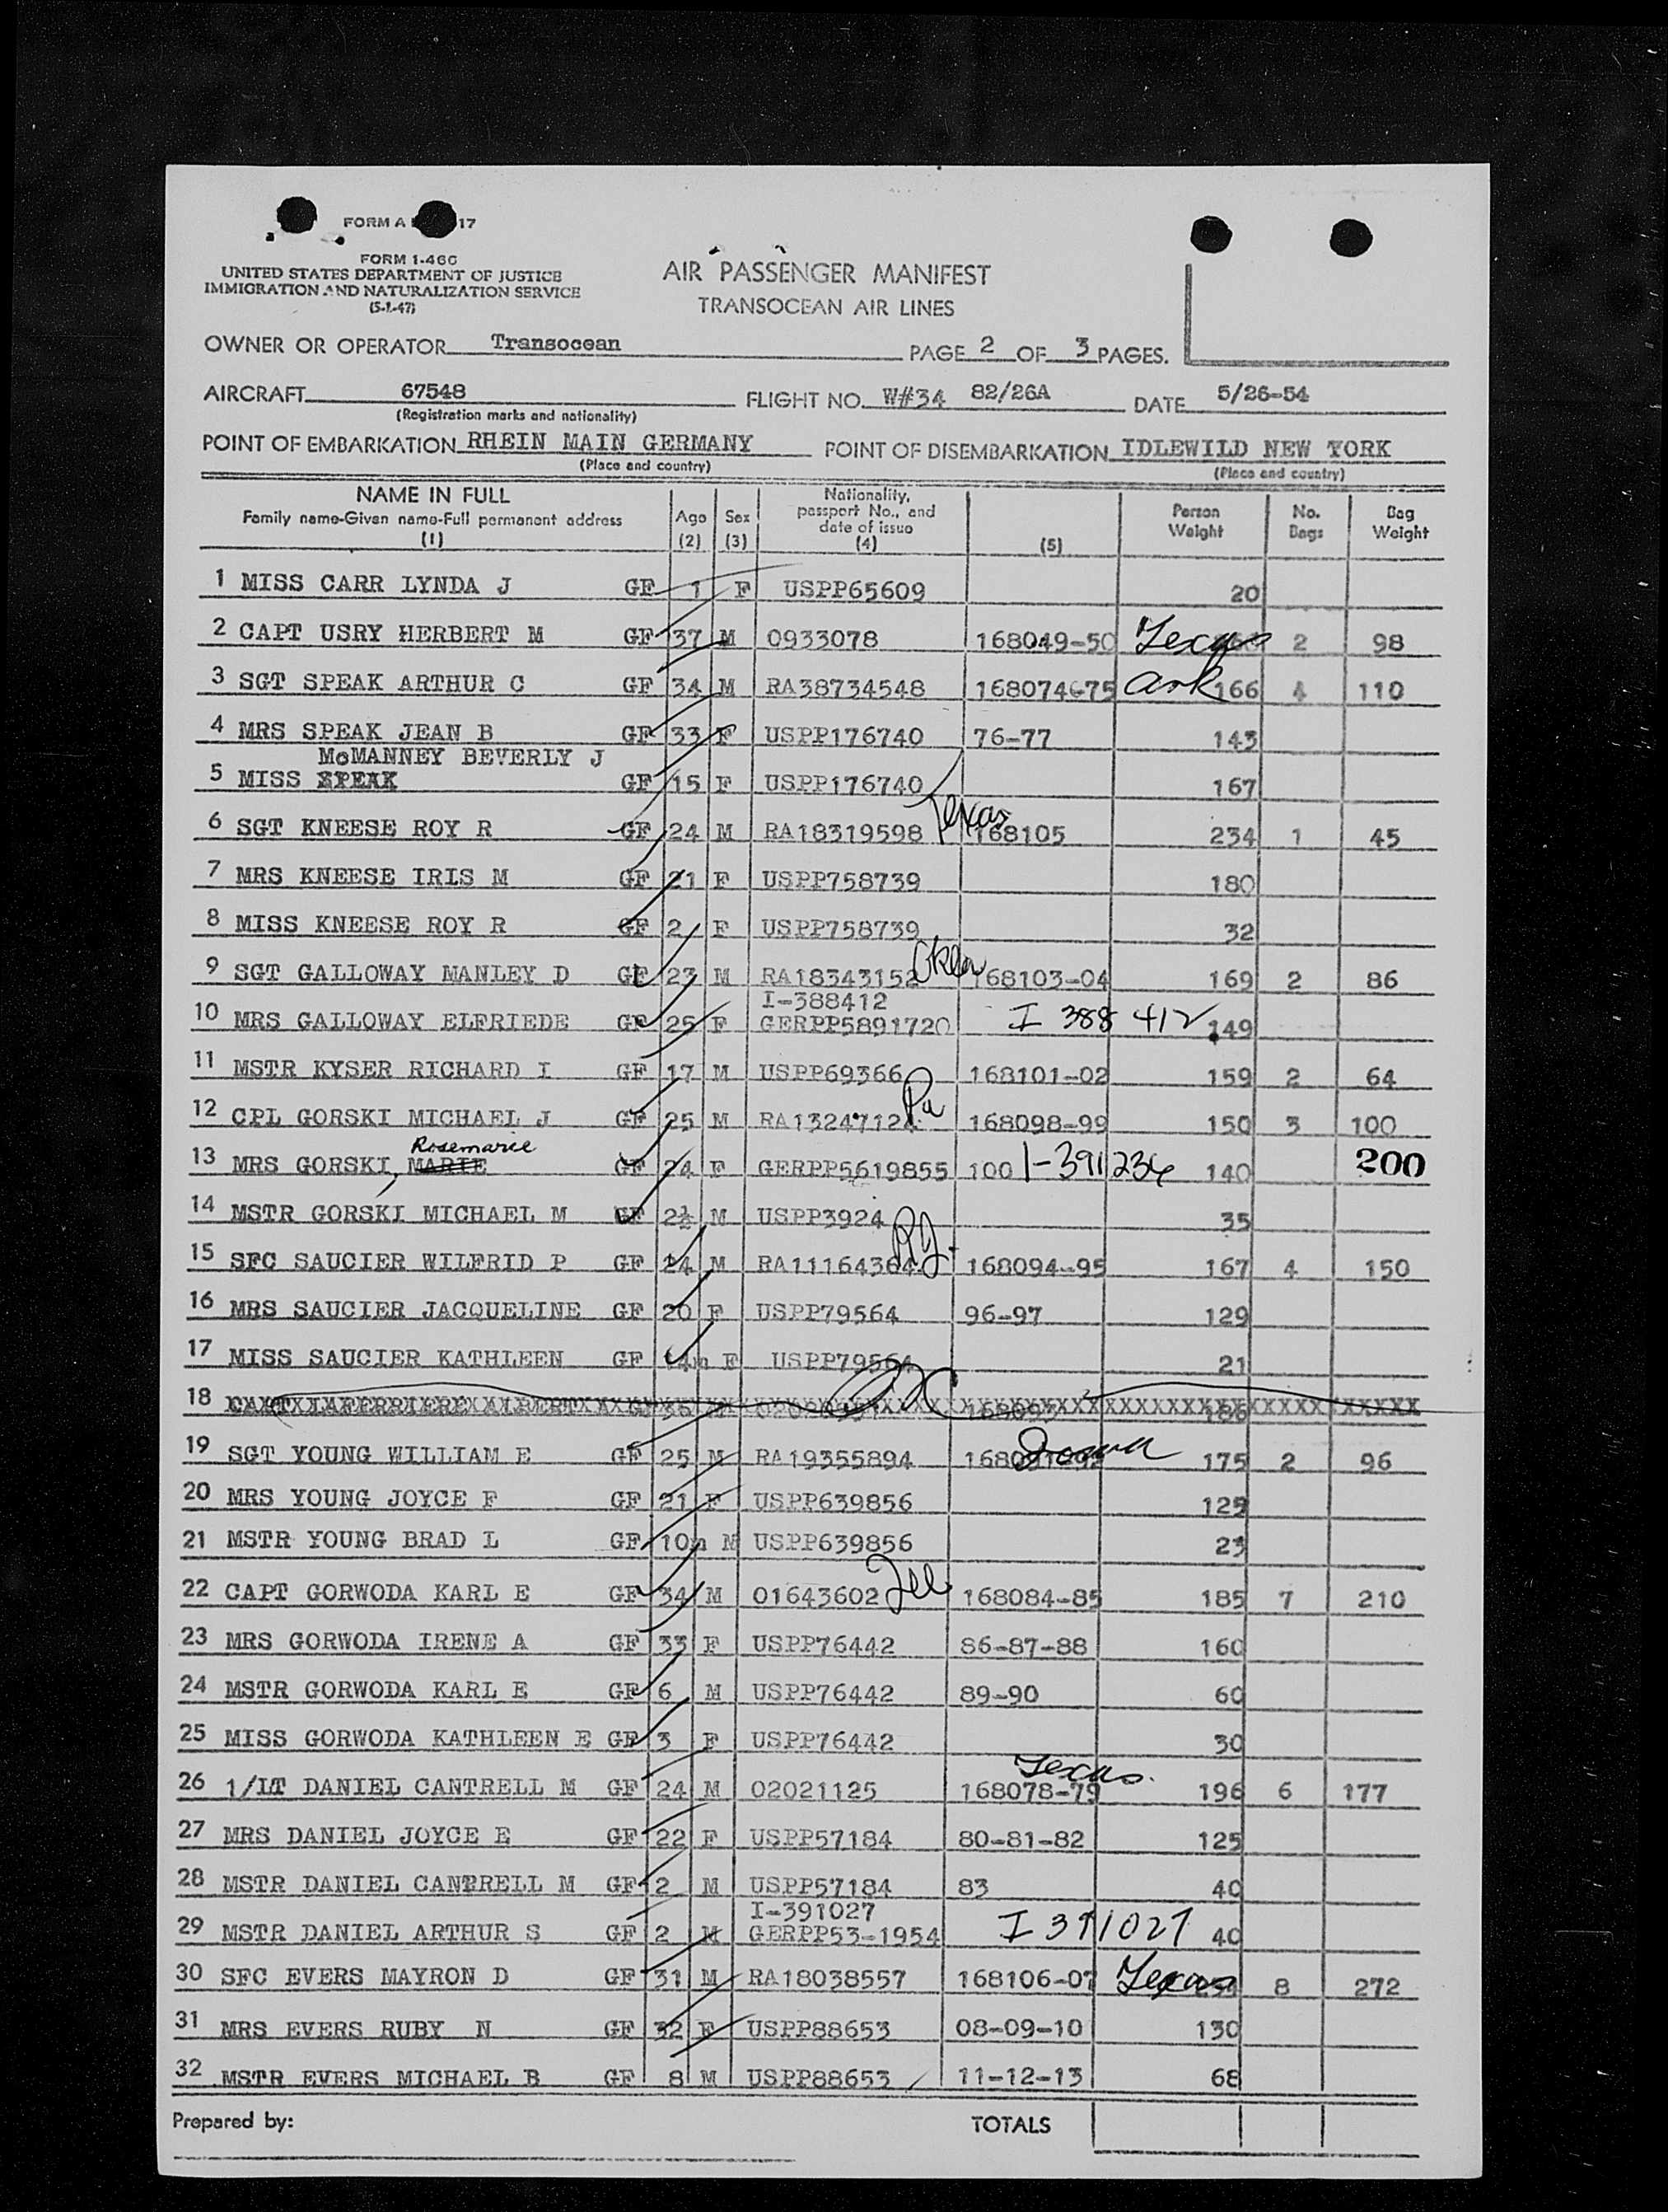 FORM A 17
FORM 1-466
UNITED STATES DEPARTMENT OF JUSTICE
IMMIGRATION AND NATURALIZATION SERVICE
(5-1-47)
AIR PASSENGER MANIFEST
TRANSOCEAN AIR LINES
OWNER OR OPERATOR Transocean PAGE 2 OF 3 PAGES.
AIRCRAFT 67548 FLIGHT NO. W#34 82/26A DATE 5/26-54
(Registration marks and nationality)
POINT OF EMBARKATION RHEIN MAIN GERMANY POINT OF DISEMBARKATION IDLEWILD NEW YORK
(Place and country) (Place and country)
NAME IN FULL
Family name-Given name-Full permanent address
(1)
Age
(2)
Sex
(3)
Nationality,
passport No., and
date of issue
(4)
(5)
Person
Weight
No.
Bags
Bag
Weight
1 MISS CARR LYNDA J GF 1 F USPP65609 20
2 CAPT USRY HERBERT M GF 37 M 0933078 168049-50 Texas 2 98
3 SGT SPEAK ARTHUR C GF 34 M RA38734548 168074-75 Ark 166 4 110
4 MRS SPEAK JEAN B GF 33 F USPP176740 76-77 143
McMANNEY BEVERLY J
5 MISS SPEAK GF 15 F USPP176740 167
6 SGT KNEESE ROY R GF 24 M RA18319598 Texas 168105 234 1 45
7 MRS KNEESE IRIS M GF 21 F USPP758739 180
8 MISS KNEESE ROY R GF 2 F USPP758739 32
9 SGT GALLOWAY MANLEY D GF 23 M RA18343152 Okla 168103-04 169 2 86
I-388412
10 MRS GALLOWAY ELFRIEDE GF 25 F GERPP5891720 I 388 412 149
11 MSTR KYSER RICHARD I GF 17 M USPP69366 168101-02 159 2 64
12 CPL GORSKI MICHAEL J GF 25 M RA13247124 Pa 168098-99 150 3 100
Rosemarie
13 MRS GORSKI, MARIE GF 24 F GERPP5619855 100 I-391236 140 200
14 MSTR GORSKI MICHAEL M GF 2½ M USPP3924 35
15 SFC SAUCIER WILFRID P GF 24 M RA11164364 R.I. 168094-95 167 4 150
16 MRS SAUCIER JACQUELINE GF 20 F USPP79564 96-97 129
17 MISS SAUCIER KATHLEEN GF 14m F USPP79564 21
18
19 SGT YOUNG WILLIAM E GF 25 M RA19355894 Iowa 175 2 96
20 MRS YOUNG JOYCE F GF 21 F USPP639856 125
21 MSTR YOUNG BRAD L GF 10m M USPP639856 23
22 CAPT GORWODA KARL E GF 34 M 01643602 Ill 168084-85 185 7 210
23 MRS GORWODA IRENE A GF 33 F USPP76442 86-87-88 160
24 MSTR GORWODA KARL E GF 6 M USPP76442 89-90 60
25 MISS GORWODA KATHLEEN E GF 3 F USPP76442 30
26 1/LT DANIEL CANTRELL M GF 24 M 02021125 168078-79 Texas. 196 6 177
27 MRS DANIEL JOYCE E GF 22 F USPP57184 80-81-82 125
28 MSTR DANIEL CANTRELL M GF 2 M USPP57184 83 40
I-391027
29 MSTR DANIEL ARTHUR S GF 2 M GERPP53-1954 I 391027 40
30 SFC EVERS MAYRON D GF 31 M RA18038557 168106-07 Texas 8 272
31 MRS EVERS RUBY N GF 32 F USPP88653 08-09-10 130
32 MSTR EVERS MICHAEL B GF 8 M USPP88653 11-12-13 68
Prepared by: TOTALS